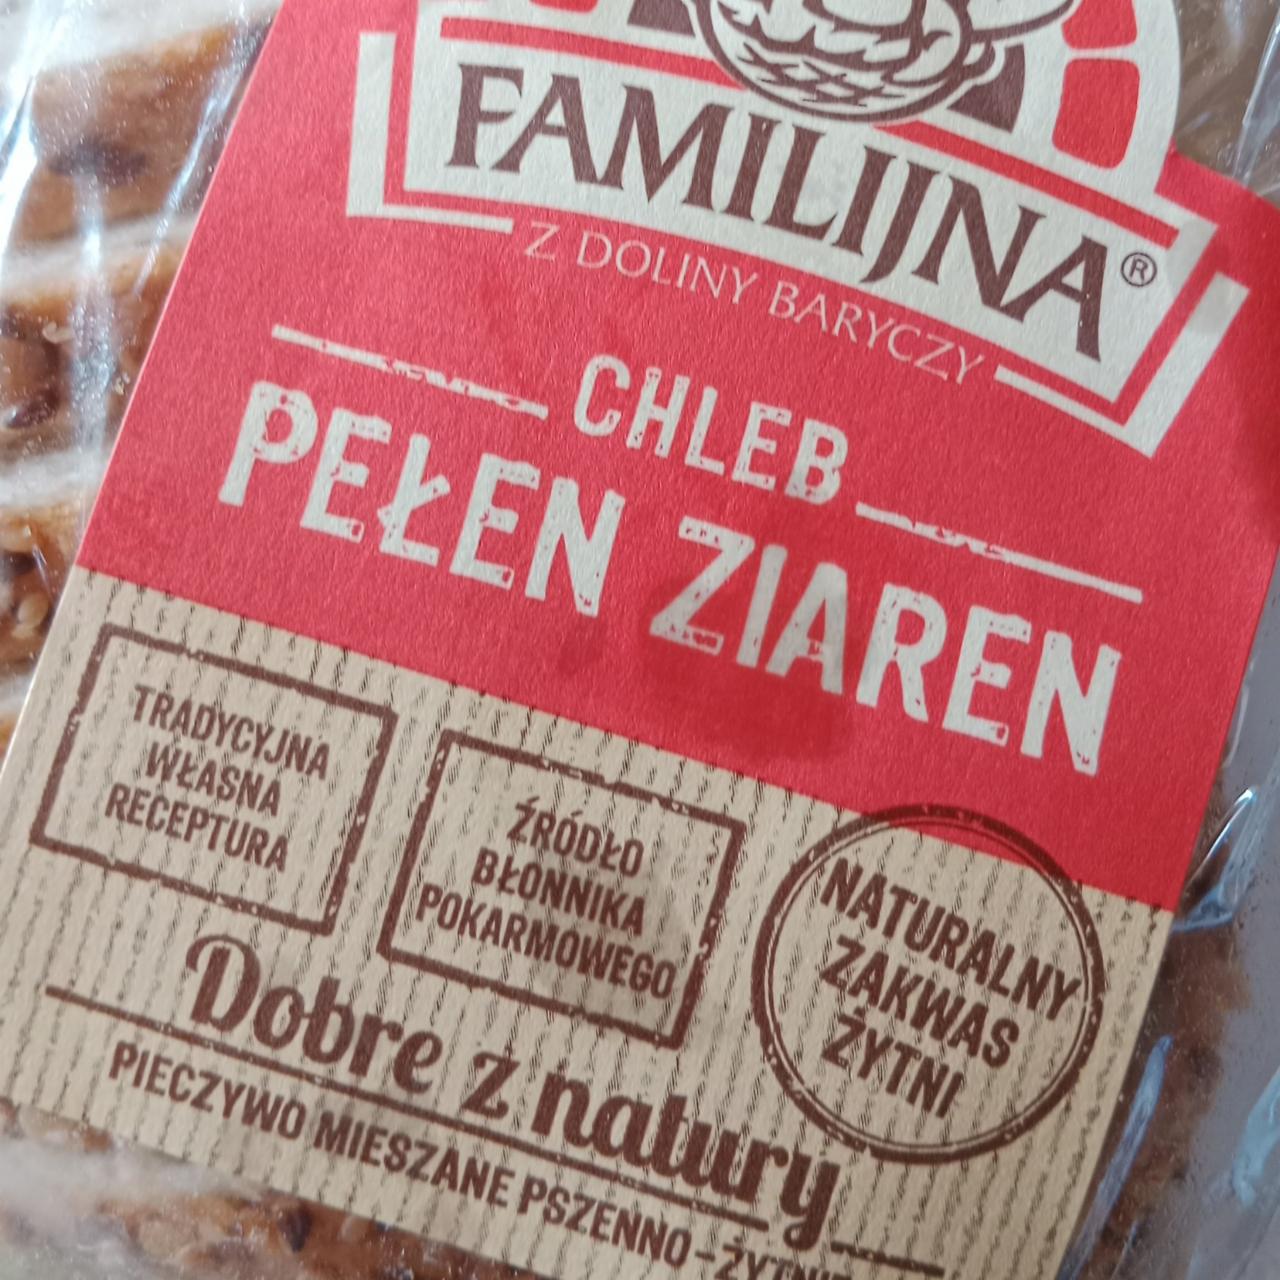 FAMILIJNA®
Z DOLINY BARYCZY
CHLEB
PEŁEN ZIAREN
TRADYCYJNA
WŁASNA
RECEPTURA
ŹRÓDŁO
BŁONNIKA
POKARMOWEGO
NATURALNY
ZAKWAS
ŻYTNI
Dobre z natury
PIECZYWO MIESZANE PSZENNO-